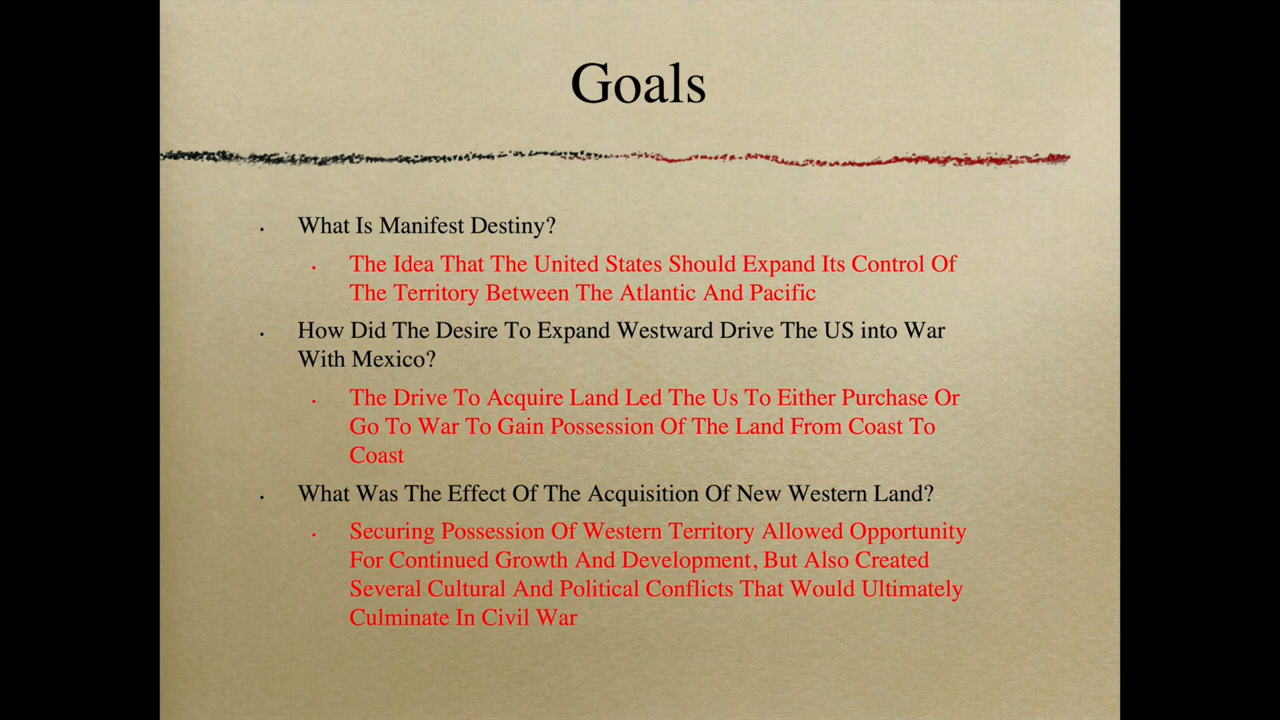 Goals
What Is Manifest Destiny?
The Idea That The United States Should Expand Its Control Of
The Territory Between The Atlantic And Pacific
How Did The Desire To Expand Westward Drive The US into War
With Mexico?
The Drive To Acquire Land Led The Us To Either Purchase Or
Go To War To Gain Possession Of The Land From Coast To
Coast
What Was The Effect Of The Acquisition Of New Western Land?
Securing Possession Of Western Territory Allowed Opportunity
For Continued Growth And Development, But Also Created
Several Cultural And Political Conflicts That Would Ultimately
Culminate In Civil War